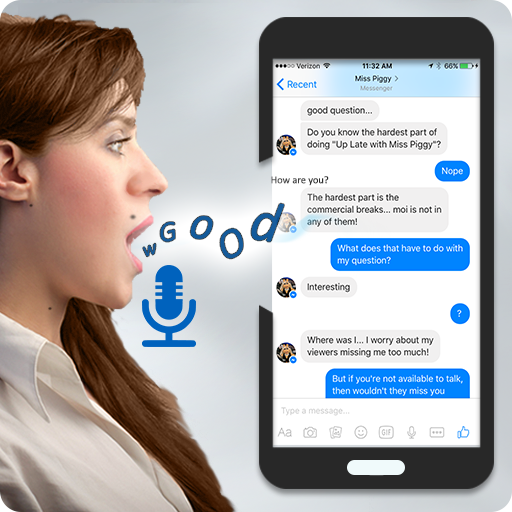 Verizon
11:32 AM
66%
Recent
Miss Piggy >
Messenger
good question...
Do you know the hardest part of
doing "Up Late with Miss Piggy"?
Nope
How are you?
The hardest part is the
commercial breaks... moi is not in
any of them!
wGOOd
What does that have to do with
my question?
Interesting
?
Where was I... I worry about my
viewers missing me too much!
But if you're not available to talk,
then wouldn't they miss you
Type a message...
Aa
GIF